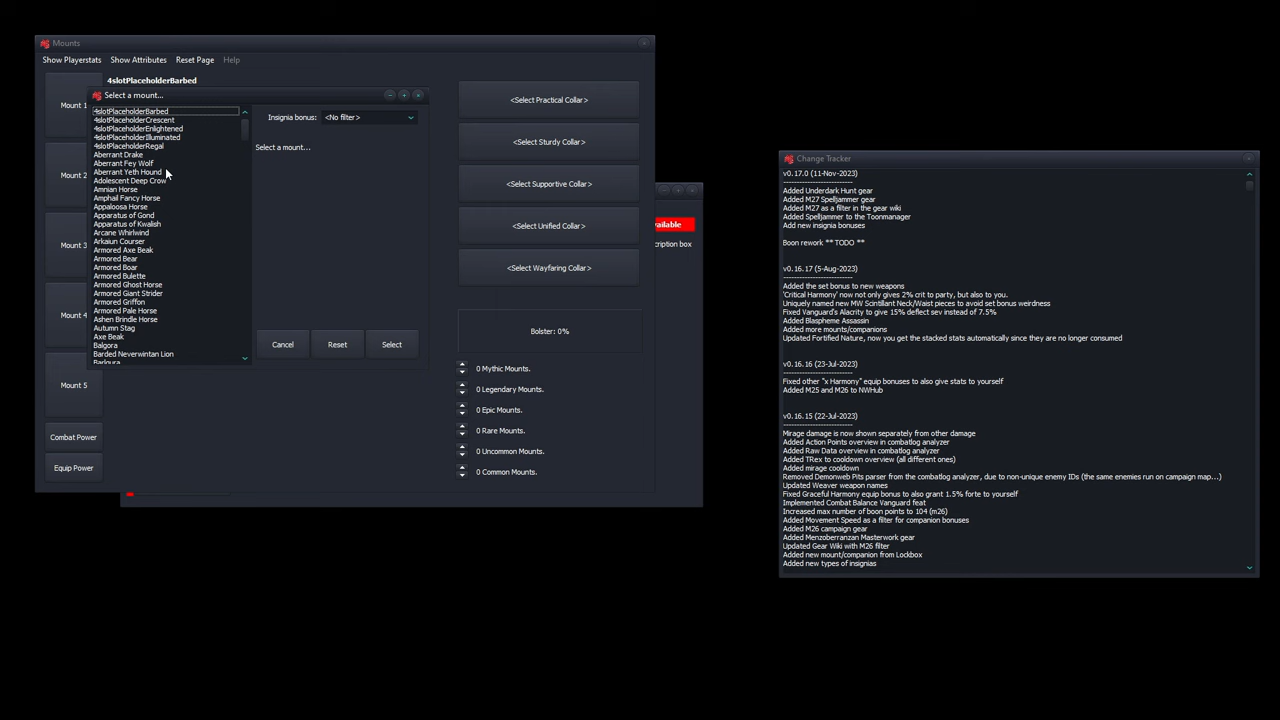 Mounts
Show Playerstats Show Attributes Reset Page Help
4slotPlaceholderBarbed
Mount 1
Mount 2
Mount 3
Mount 4
Mount 5
Combat Power
Equip Power
Select a mount...
4slotPlaceholderBarbed
4slotPlaceholderCrescent
4slotPlaceholderEnlightened
4slotPlaceholderIlluminated
4slotPlaceholderRegal
Aberrant Drake
Aberrant Fey Wolf
Aberrant Yeth Hound
Adolescent Deep Crow
Amnian Horse
Amphail Fancy Horse
Appaloosa Horse
Apparatus of Gond
Apparatus of Kwalish
Arcane Whirlwind
Arkaiun Courser
Armored Axe Beak
Armored Bear
Armored Boar
Armored Bulette
Armored Ghost Horse
Armored Giant Strider
Armored Griffon
Armored Pale Horse
Ashen Brindle Horse
Autumn Stag
Axe Beak
Balgora
Barded Neverwintan Lion
Barlgura
Insignia bonus: <No filter>
Select a mount...
Cancel Reset Select
<Select Practical Collar>
<Select Sturdy Collar>
<Select Supportive Collar>
<Select Unified Collar>
<Select Wayfaring Collar>
Bolster: 0%
0 Mythic Mounts.
0 Legendary Mounts.
0 Epic Mounts.
0 Rare Mounts.
0 Uncommon Mounts.
0 Common Mounts.
vailable
cription box
Change Tracker
v0.17.0 (11-Nov-2023)
--------------------------
Added Underdark Hunt gear
Added M27 Spelljammer gear
Added M27 as a filter in the gear wiki
Added Spelljammer to the Toonmanager
Add new insignia bonuses
Boon rework ** TODO **
v0.16.17 (5-Aug-2023)
--------------------------
Added the set bonus to new weapons
'Critical Harmony' now not only gives 2% crit to party, but also to you.
Uniquely named new MW Scintillant Neck/Waist pieces to avoid set bonus weirdness
Fixed Vanguard's Alacrity to give 15% deflect sev instead of 7.5%
Added Blaspheme Assassin
Added more mounts/companions
Updated Fortified Nature, now you get the stacked stats automatically since they are no longer consumed
v0.16.16 (23-Jul-2023)
--------------------------
Fixed other "x Harmony" equip bonuses to also give stats to yourself
Added M25 and M26 to NWHub
v0.16.15 (22-Jul-2023)
--------------------------
Mirage damage is now shown separately from other damage
Added Action Points overview in combatlog analyzer
Added Raw Data overview in combatlog analyzer
Added TRex to cooldown overview (all different ones)
Added mirage cooldown
Removed Demonweb Pits parser from the combatlog analyzer, due to non-unique enemy IDs (the same enemies run on campaign map...)
Updated Weaver weapon names
Fixed Graceful Harmony equip bonus to also grant 1.5% forte to yourself
Implemented Combat Balance Vanguard feat
Increased max number of boon points to 104 (m26)
Added Movement Speed as a filter for companion bonuses
Added M26 campaign gear
Added Menzoberranzan Masterwork gear
Updated Gear Wiki with M26 filter
Added new mount/companion from Lockbox
Added new types of insignias